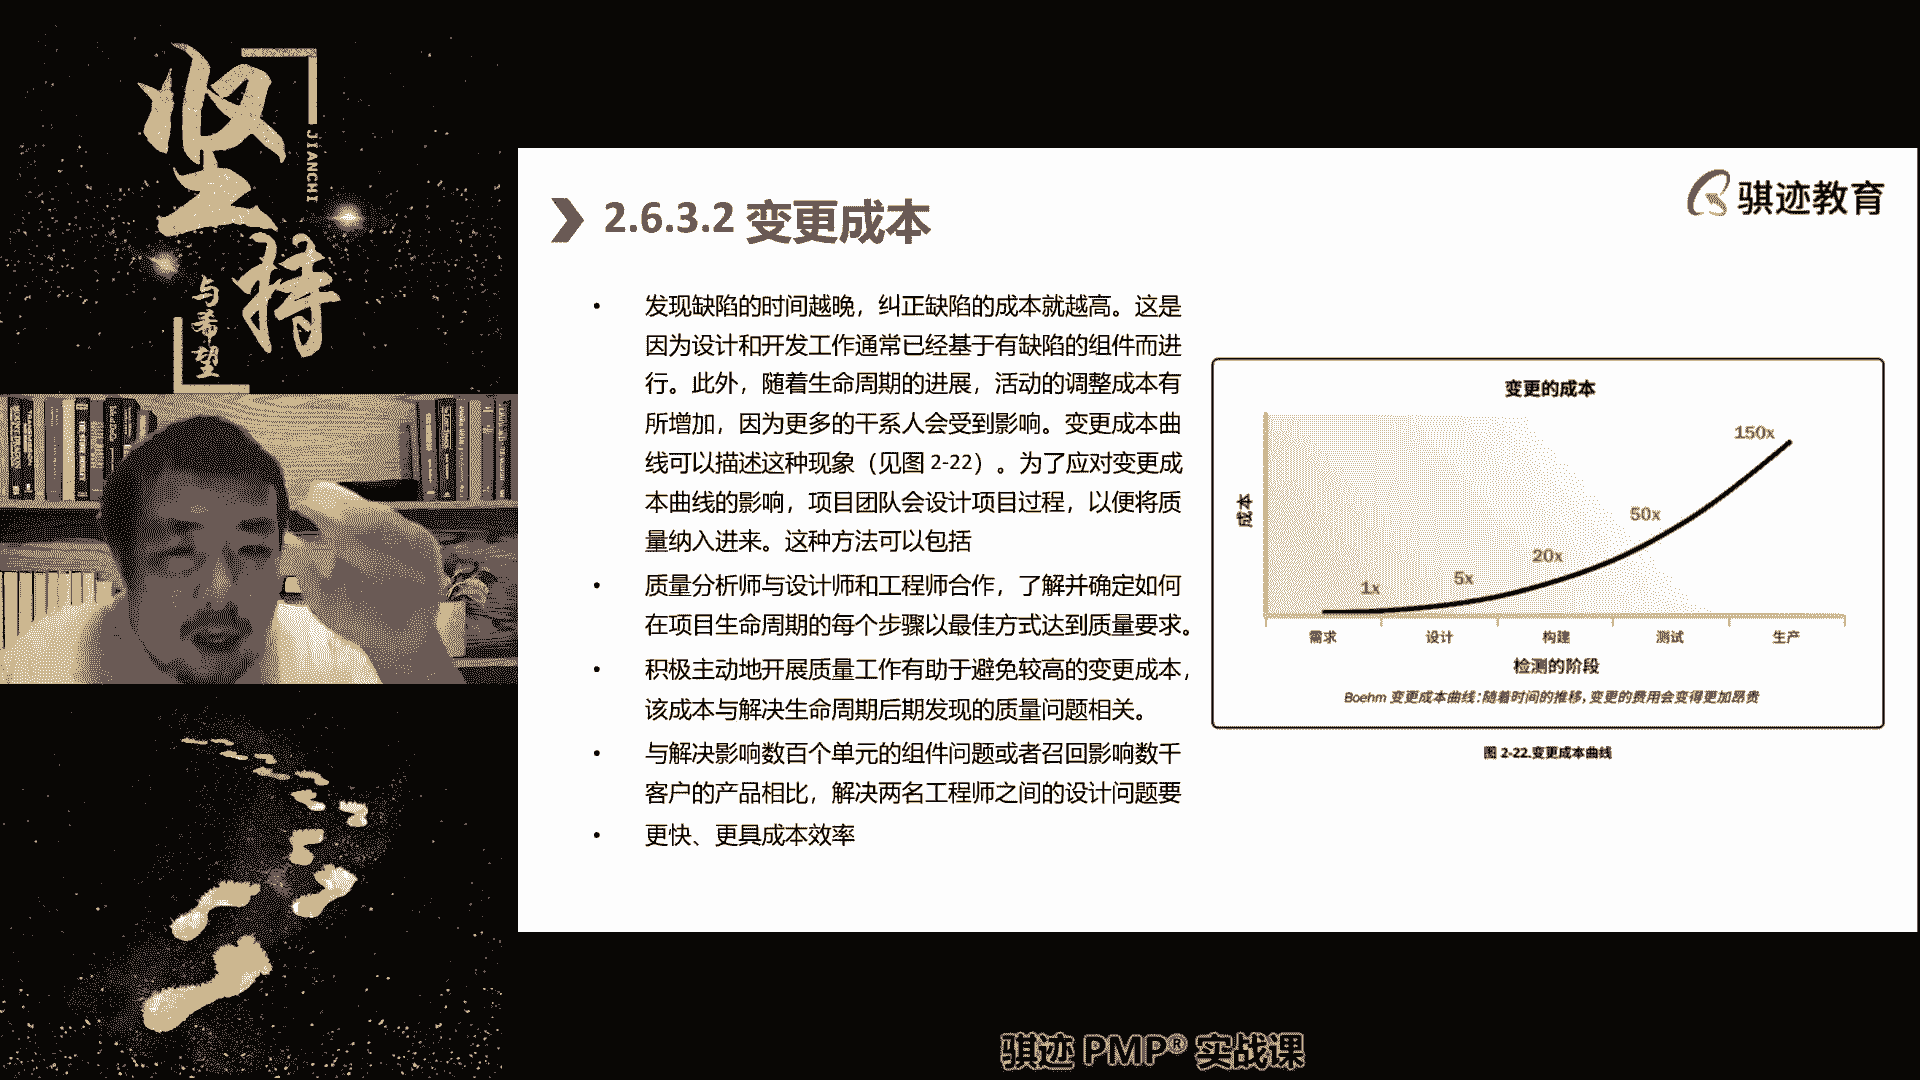 坚持
JIANCHI
与希望
骐迹教育
2.6.3.2 变更成本
• 发现缺陷的时间越晚，纠正缺陷的成本就越高。这是
因为设计和开发工作通常已经基于有缺陷的组件而进
行。此外，随着生命周期的进展，活动的调整成本有
所增加，因为更多的干系人会受到影响。变更成本曲
线可以描述这种现象（见图 2-22）。为了应对变更成
本曲线的影响，项目团队会设计项目过程，以便将质
量纳入进来。这种方法可以包括
• 质量分析师与设计师和工程师合作，了解并确定如何
在项目生命周期的每个步骤以最佳方式达到质量要求。
• 积极主动地开展质量工作有助于避免较高的变更成本，
该成本与解决生命周期后期发现的质量问题相关。
• 与解决影响数百个单元的组件问题或者召回影响数千
客户的产品相比，解决两名工程师之间的设计问题要
• 更快、更具成本效率
变更的成本
成本
1x
5x
20x
50x
150x
需求 设计 构建 测试 生产
检测的阶段
Boehm 变更成本曲线：随着时间的推移，变更的费用会变得更加昂贵
图 2-22.变更成本曲线
骐迹 PMP® 实战课